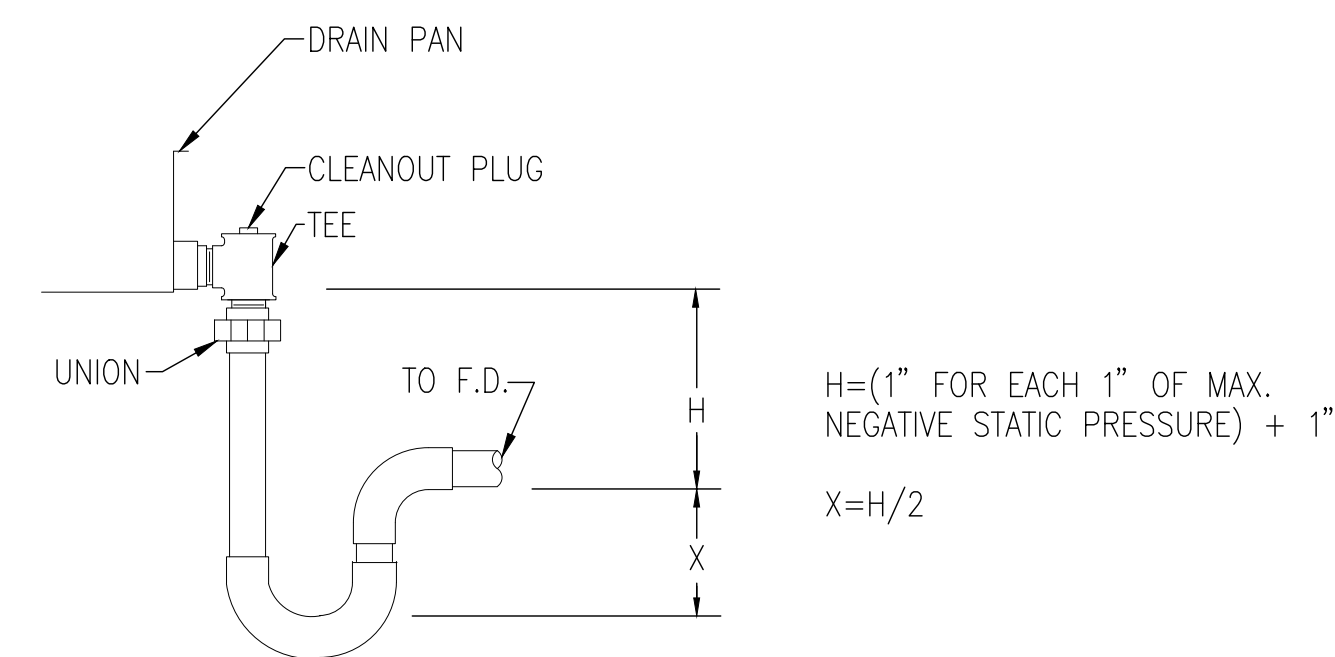 DRAIN PAN
CLEANOUT PLUG
TEE
UNION
TO F.D.
H
X
H=(1” FOR EACH 1” OF MAX.
NEGATIVE STATIC PRESSURE) + 1”
X=H/2